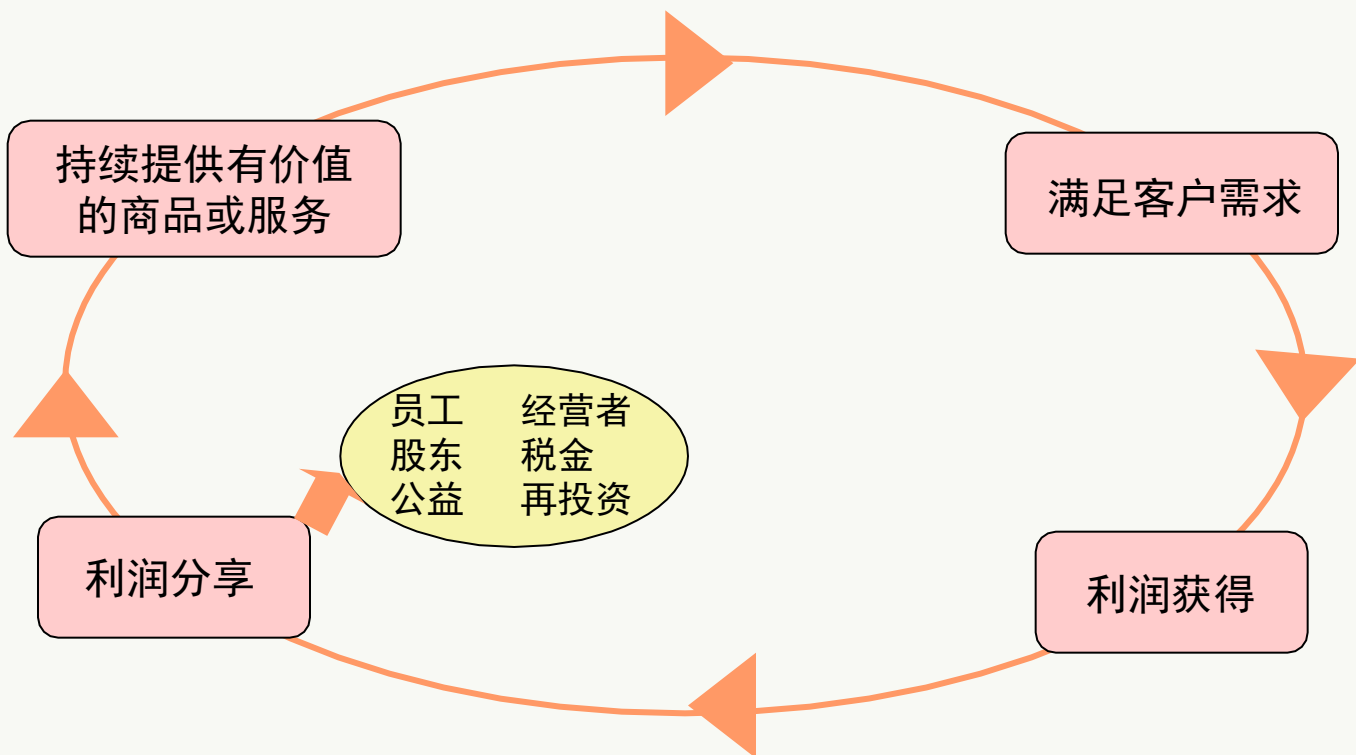 持续提供有价值
的商品或服务
满足客户需求
员工 经营者
股东 税金
公益 再投资
利润分享
利润获得